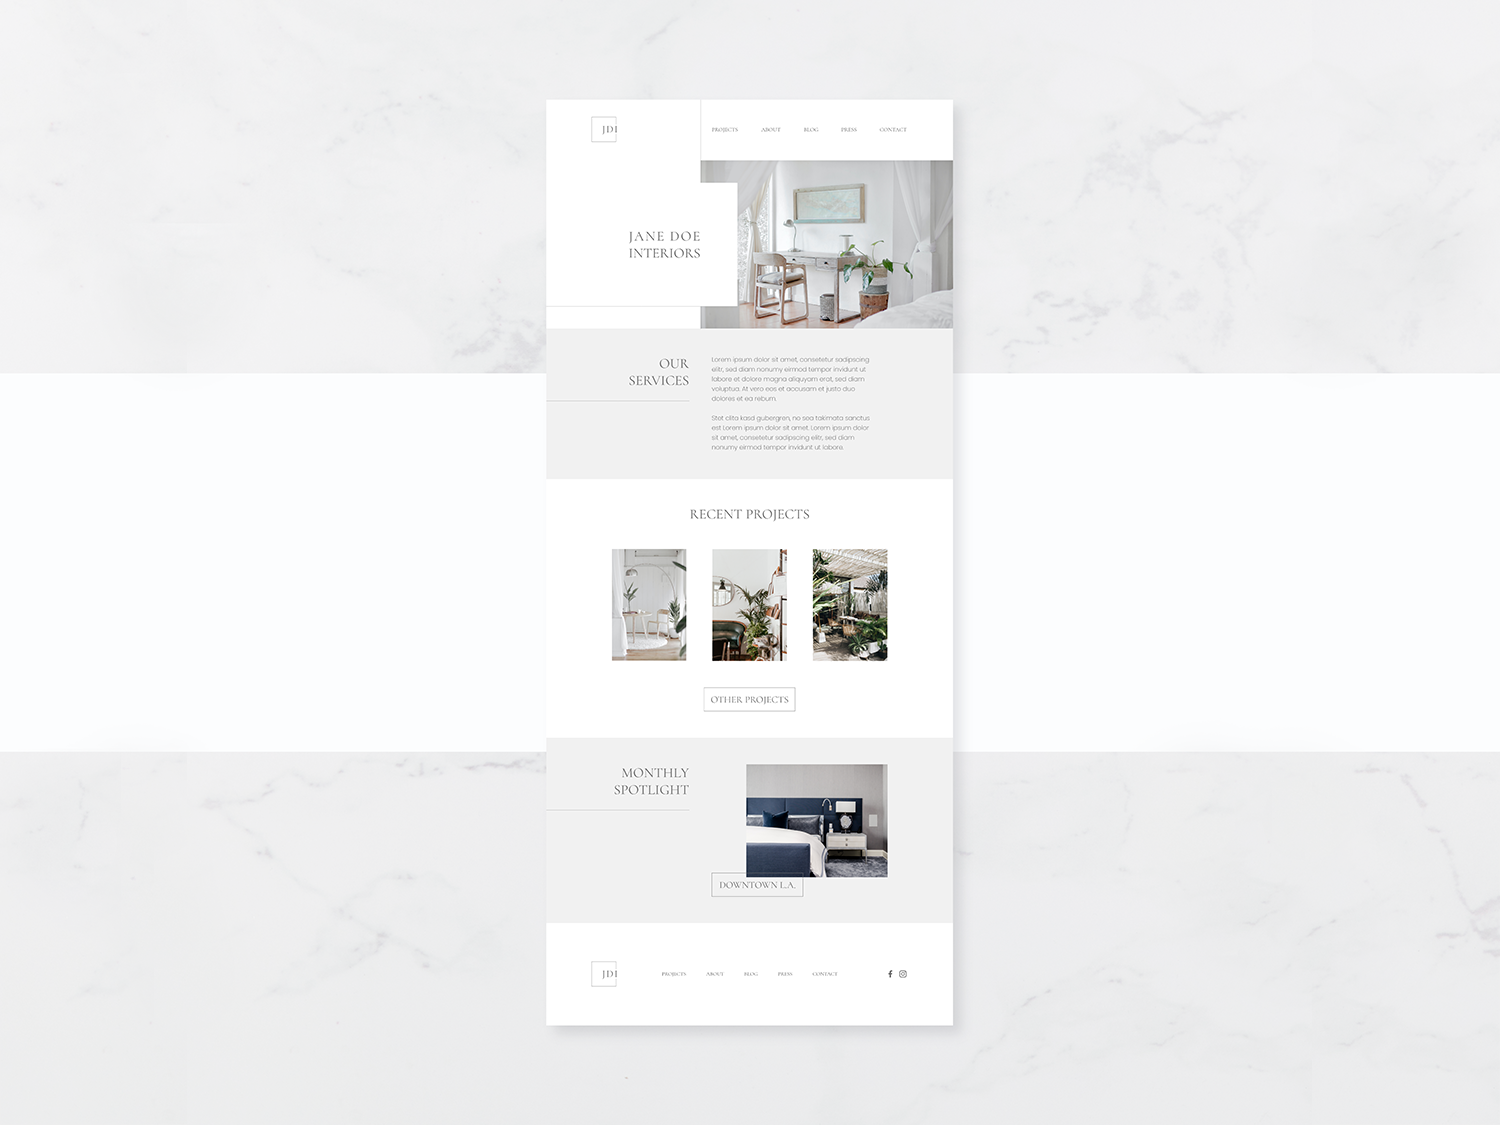 JDI
PROJECTS ABOUT BLOG PRESS CONTACT
JANE DOE
INTERIORS
OUR
SERVICES
Lorem ipsum dolor sit amet, consetetur sadipscing
elitr, sed diam nonumy eirmod tempor invidunt ut
labore et dolore magna aliquyam erat, sed diam
voluptua. At vero eos et accusam et justo duo
dolores et ea rebum.
Stet clita kasd gubergren, no sea takimata sanctus
est Lorem ipsum dolor sit amet. Lorem ipsum dolor
sit amet, consetetur sadipscing elitr, sed diam
nonumy eirmod tempor invidunt ut labore.
RECENT PROJECTS
OTHER PROJECTS
MONTHLY
SPOTLIGHT
DOWNTOWN L.A.
JDI
PROJECTS ABOUT BLOG PRESS CONTACT